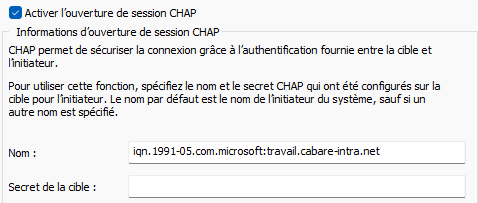 Activer l'ouverture de session CHAP
Informations d'ouverture de session CHAP
CHAP permet de sécuriser la connexion grâce à l'authentification fournie entre la cible et
l'initiateur.
Pour utiliser cette fonction, spécifiez le nom et le secret CHAP qui ont été configurés sur la
cible pour l'initiateur. Le nom par défaut est le nom de l'initiateur du système, sauf si un
autre nom est spécifié.
Nom : iqn.1991-05.com.microsoft:travail.cabare-intra.net
Secret de la cible :